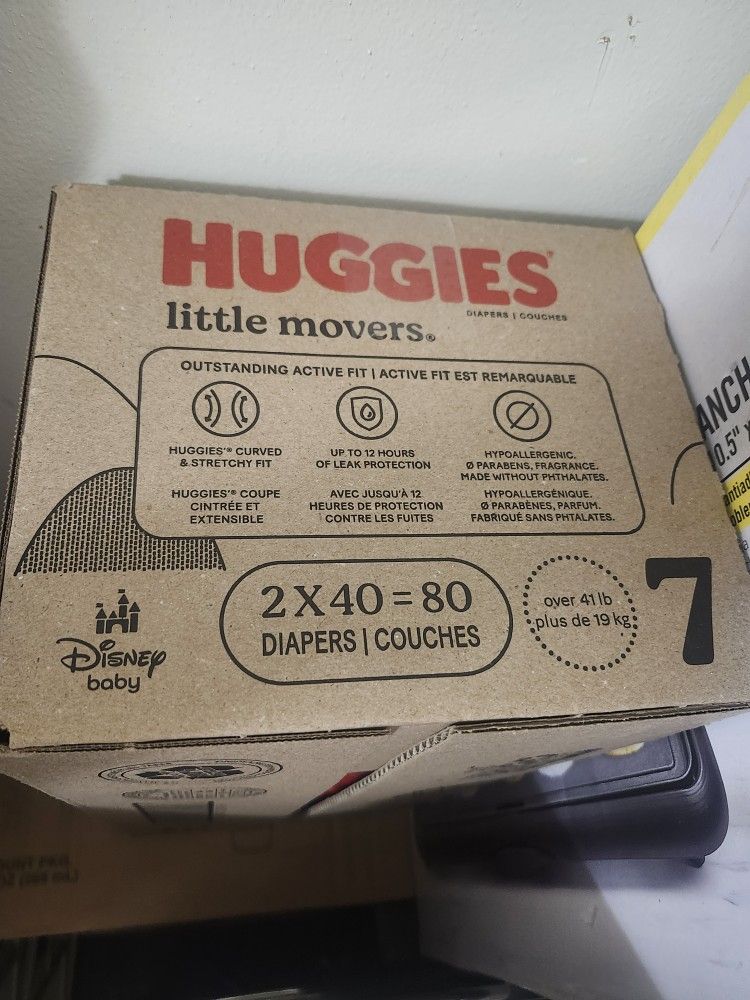 HUGGIES
DIAPERS | COUCHES
little movers®
OUTSTANDING ACTIVE FIT | ACTIVE FIT EST REMARQUABLE
HUGGIES'® CURVED
& STRETCHY FIT
HUGGIES'® COUPE
CINTRÉE ET
EXTENSIBLE
UP TO 12 HOURS
OF LEAK PROTECTION
AVEC JUSQU'À 12
HEURES DE PROTECTION
CONTRE LES FUITES
HYPOALLERGENIC.
Ø PARABENS, FRAGRANCE.
MADE WITHOUT PHTHALATES.
HYPOALLERGÉNIQUE.
Ø PARABÈNES, PARFUM.
FABRIQUÉ SANS PHTALATES.
Disney
baby
2 X 40 = 80
DIAPERS | COUCHES
over 41 lb
plus de 19 kg
7
ANCH
0.5"